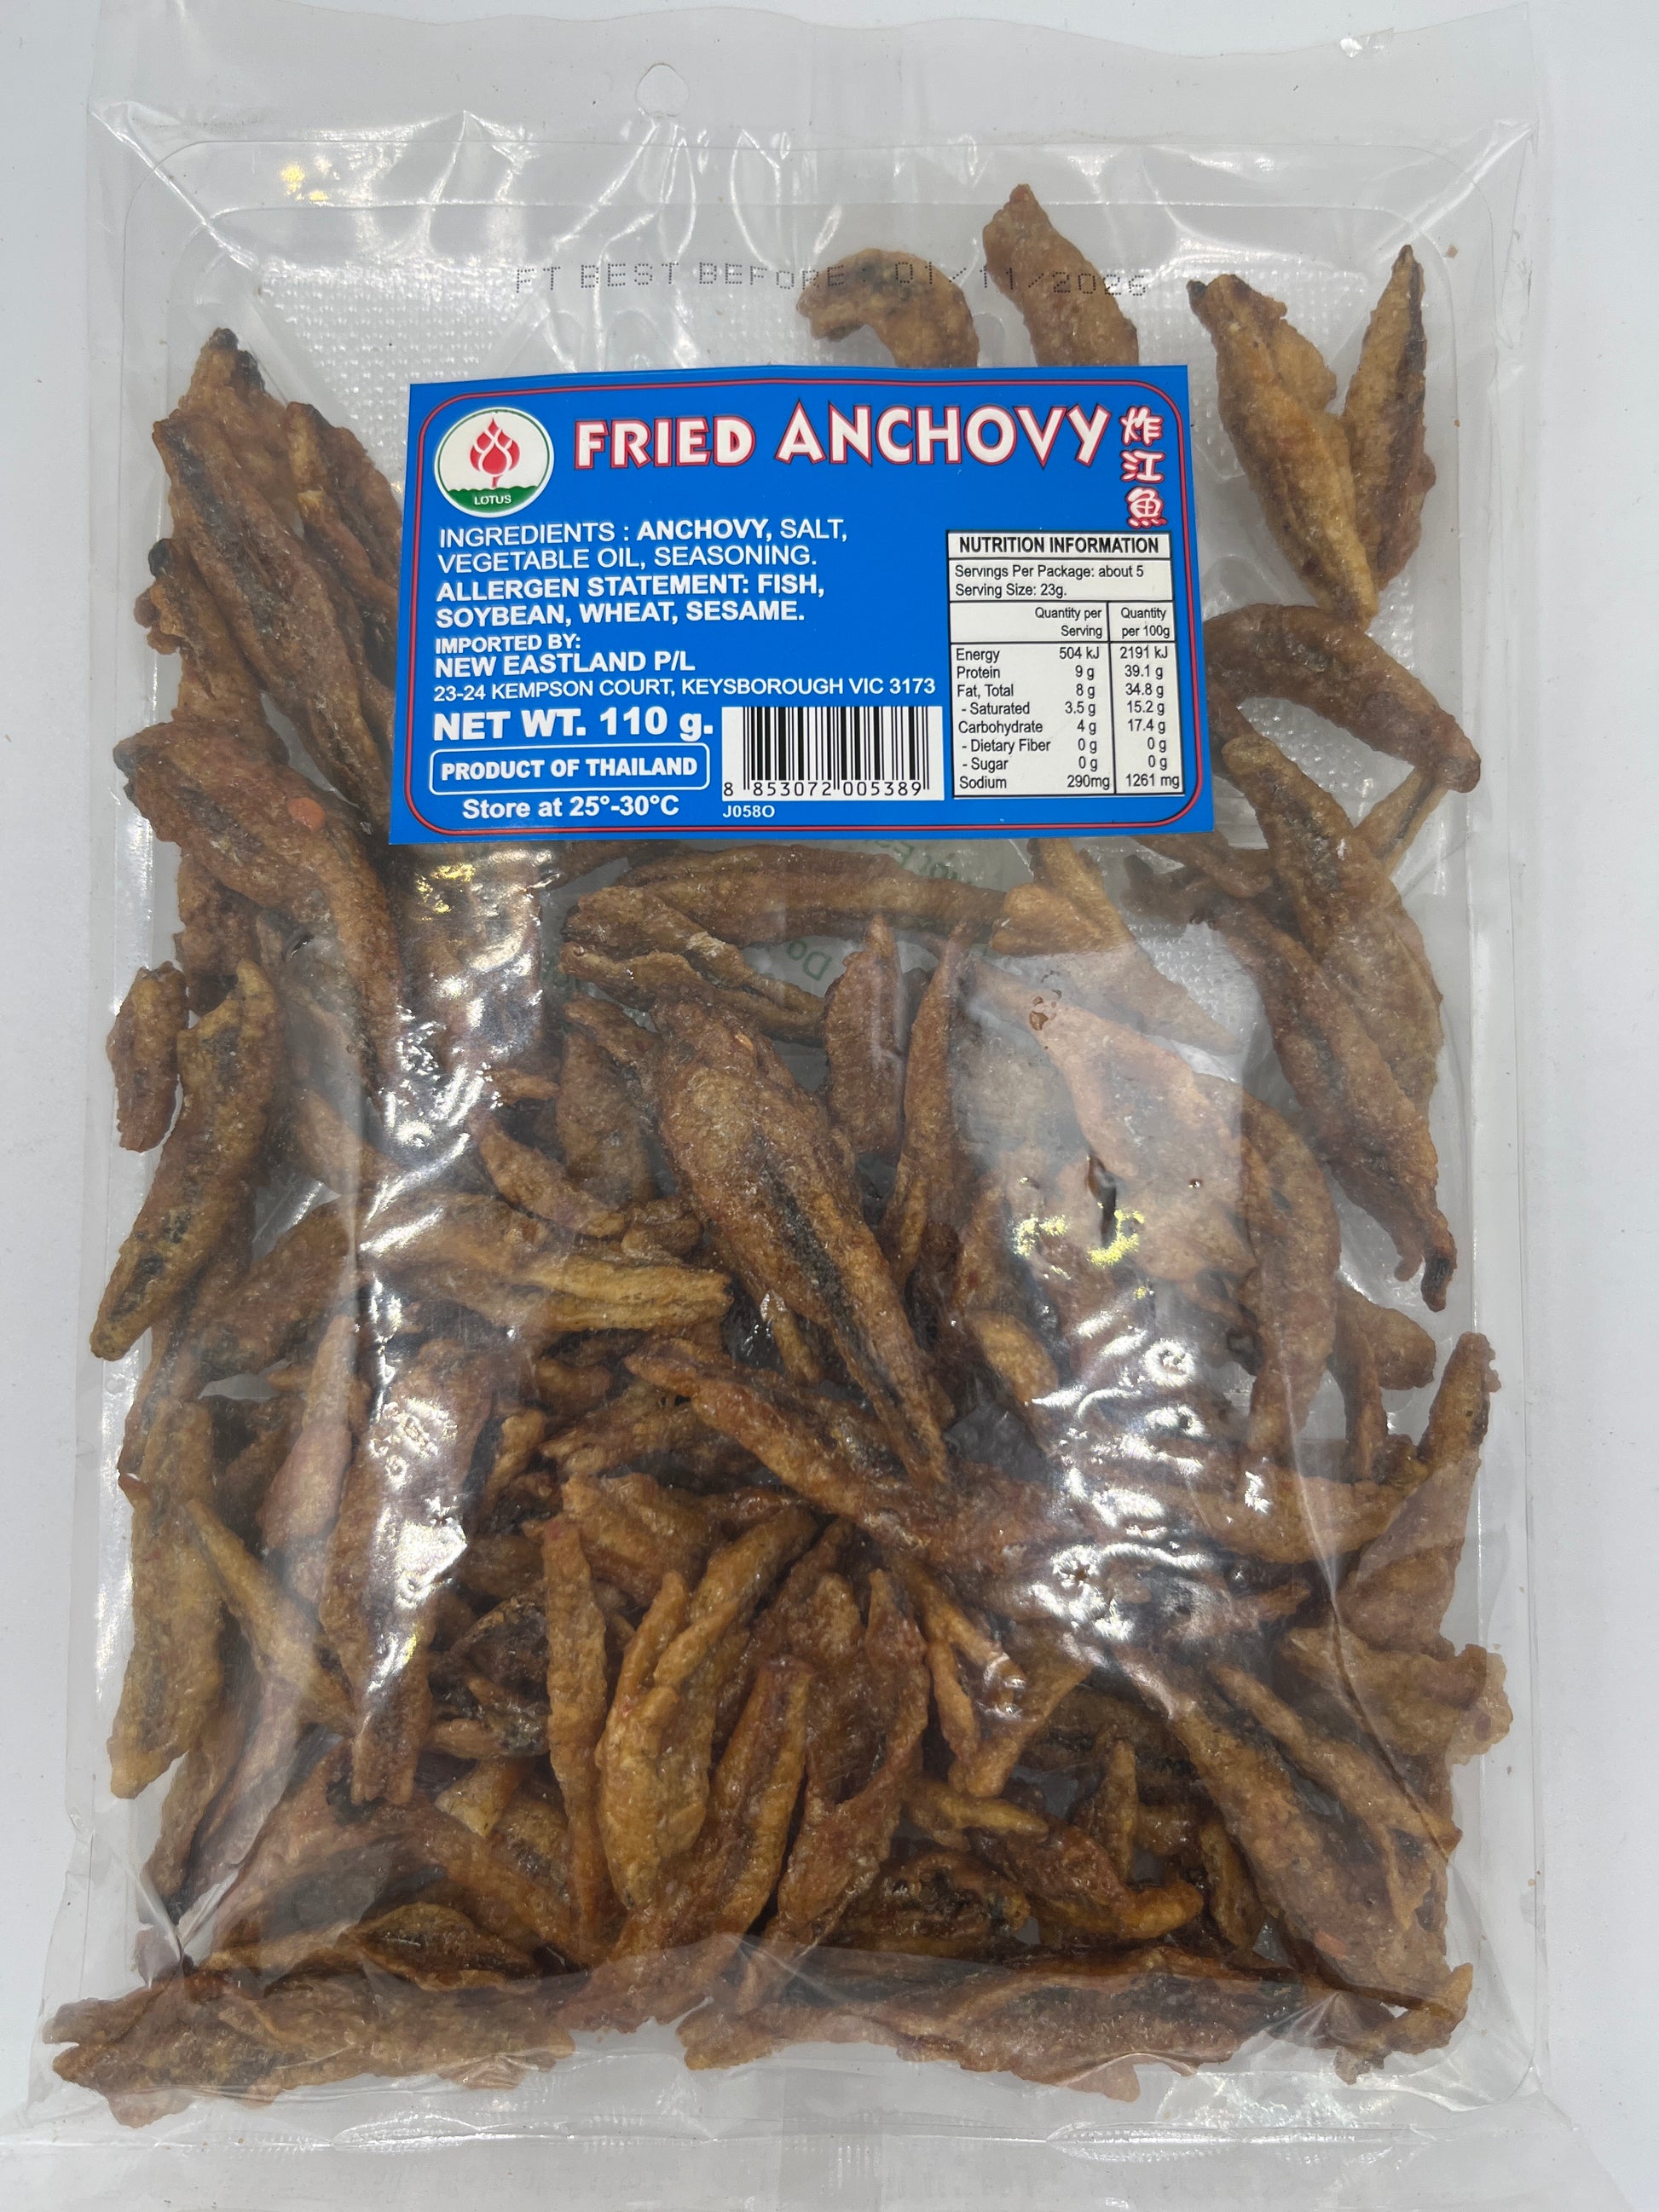 PT BEST BEFORE : 01/11/2026
LOTUS
FRIED ANCHOVY
炸江魚
INGREDIENTS : ANCHOVY, SALT,
VEGETABLE OIL, SEASONING.
ALLERGEN STATEMENT: FISH,
SOYBEAN, WHEAT, SESAME.
IMPORTED BY:
NEW EASTLAND P/L
23-24 KEMPSON COURT, KEYSBOROUGH VIC 3173
NET WT. 110 g.
PRODUCT OF THAILAND
Store at 25°-30°C
8 853072 005389
J058O
NUTRITION INFORMATION
Servings Per Package: about 5
Serving Size: 23g.
Quantity per Serving Quantity per 100g
Energy 504 kJ 2191 kJ
Protein 9 g 39.1 g
Fat, Total 8 g 34.8 g
- Saturated 3.5 g 15.2 g
Carbohydrate 4 g 17.4 g
- Dietary Fiber 0 g 0 g
- Sugar 0 g 0 g
Sodium 290mg 1261 mg